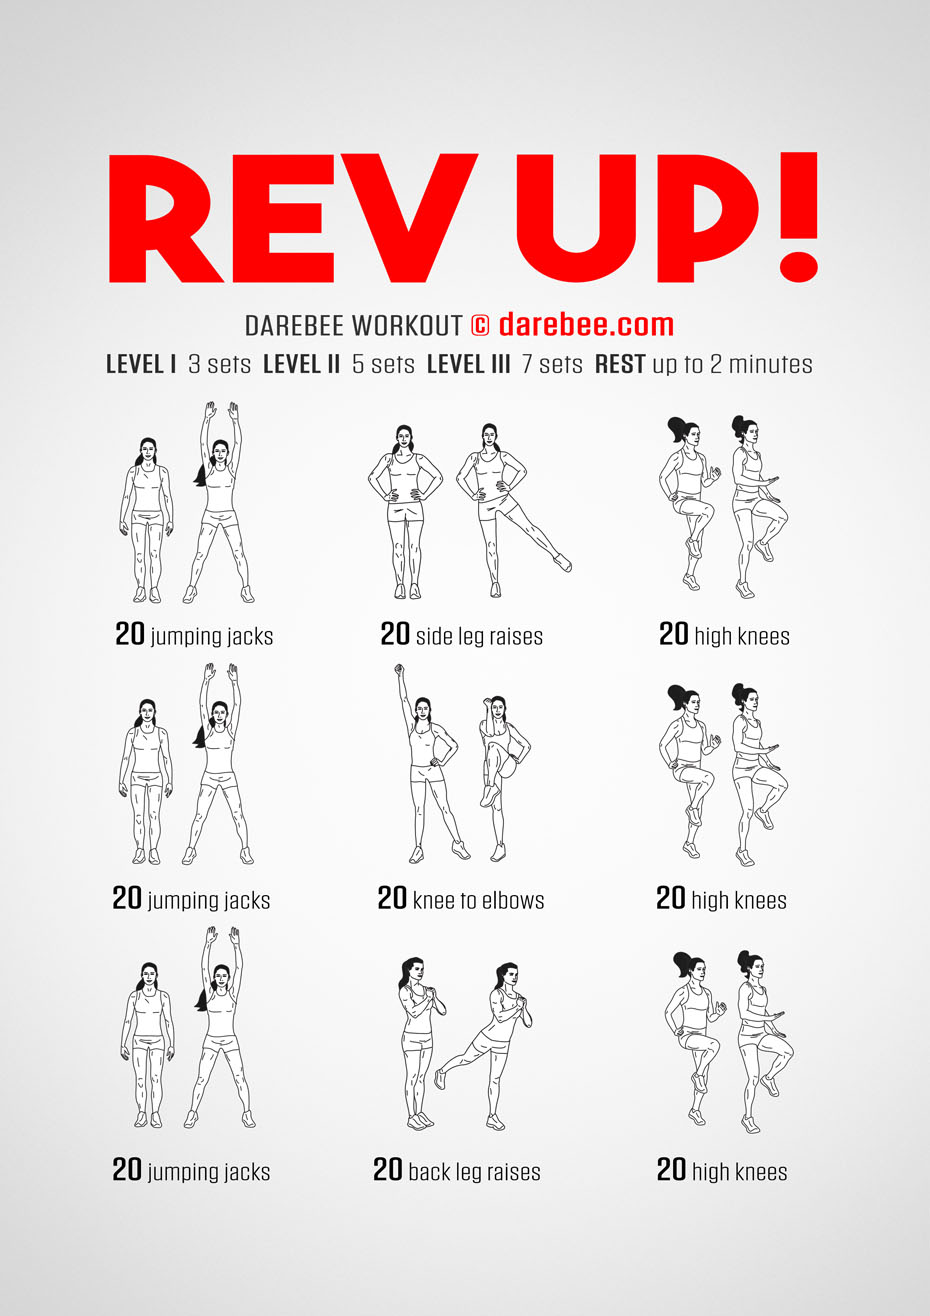 REV UP!
DAREBEE WORKOUT © darebee.com
LEVEL I 3 sets LEVEL II 5 sets LEVEL III 7 sets REST up to 2 minutes
20 jumping jacks
20 side leg raises
20 high knees
20 jumping jacks
20 knee to elbows
20 high knees
20 jumping jacks
20 back leg raises
20 high knees